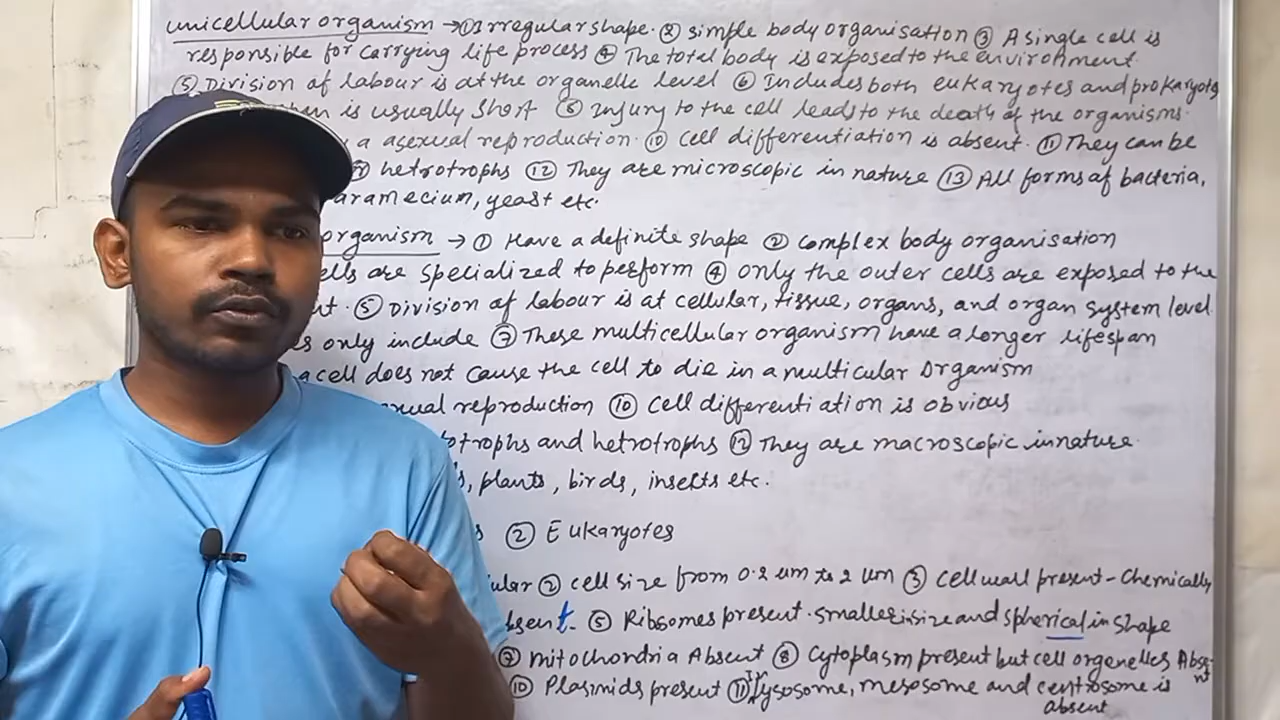 unicellular organism → ① Irregular shape. ② simple body organisation ③ A single cell is
responsible for carrying life process ④ The total body is exposed to the environment.
⑤ Division of labour is at the organelle level ⑥ Includes both eukaryotes and prokaryots
is usually short ⑧ Injury to the cell leads to the death of the organisms.
a asexual reproduction. ⑩ cell differentiation is absent. ⑪ They can be
hetrotrophs ⑫ They are microscopic in nature ⑬ All forms of bacteria,
aramecium, yeast etc.
organism → ① Have a definite shape ② complex body organisation
ells are specialized to perform ④ only the outer cells are exposed to the
nt. ⑤ Division of labour is at cellular, tissue, organs, and organ system level.
s only include ⑦ These multicellular organism have a longer lifespan
a cell does not cause the cell to die in a multicular organism
xual reproduction ⑩ cell differentiation is obvious
totrophs and hetrotrophs ⑫ They are macroscopic in nature.
s, plants, birds, insects etc.
s ② Eukaryotes
ular ② cell size from 0.2 um to 2 um ③ cell wall present - chemically
bsent. ⑤ Ribsomes present. smaller in size and spherical in shape
⑦ mitochondria Absent ⑧ Cytoplasm present but cell organelles Absent
⑩ Plasmids present ⑪ lysosome, mesosome and centrosome is
absent